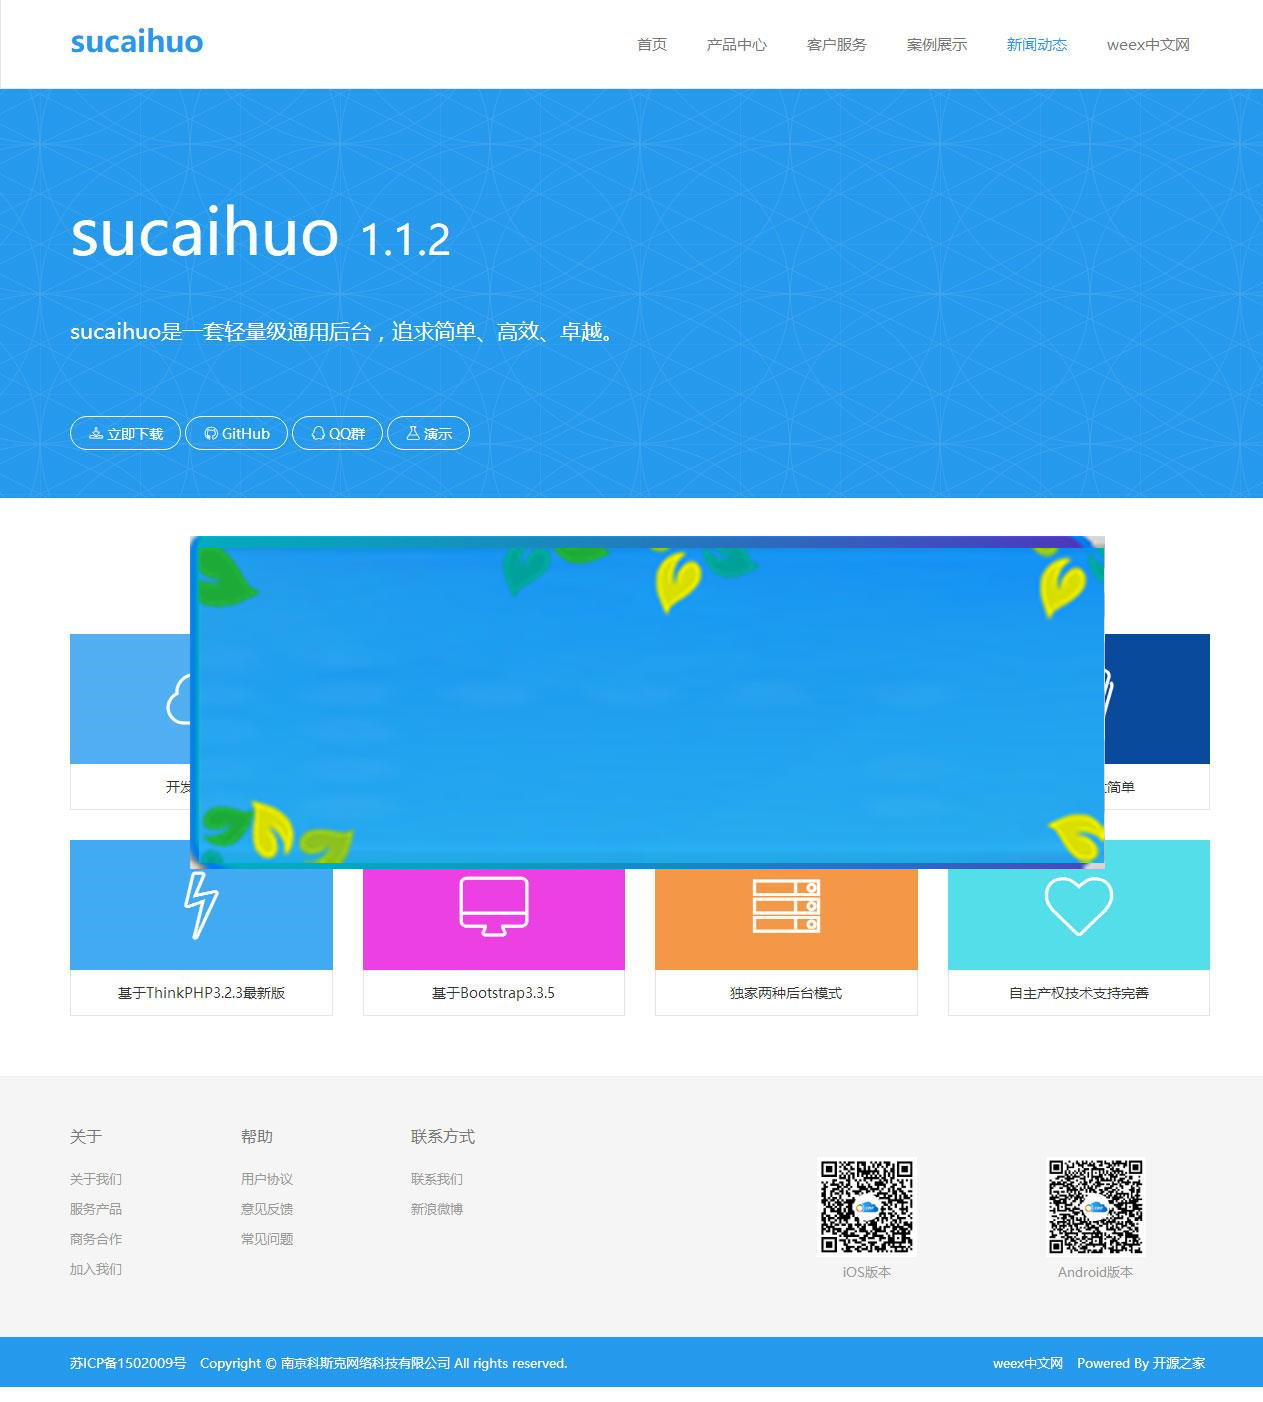 sucaihuo
首页 产品中心 客户服务 案例展示 新闻动态 weex中文网
sucaihuo 1.1.2
sucaihuo是一套轻量级通用后台，追求简单、高效、卓越。
立即下载 GitHub QQ群 演示
开发 简单
基于ThinkPHP3.2.3最新版 基于Bootstrap3.3.5 独家两种后台模式 自主产权技术支持完善
关于 帮助 联系方式
关于我们 用户协议 联系我们
服务产品 意见反馈 新浪微博
商务合作 常见问题
加入我们
iOS版本 Android版本
苏ICP备1502009号 Copyright © 南京科斯克网络科技有限公司 All rights reserved. weex中文网 Powered By 开源之家